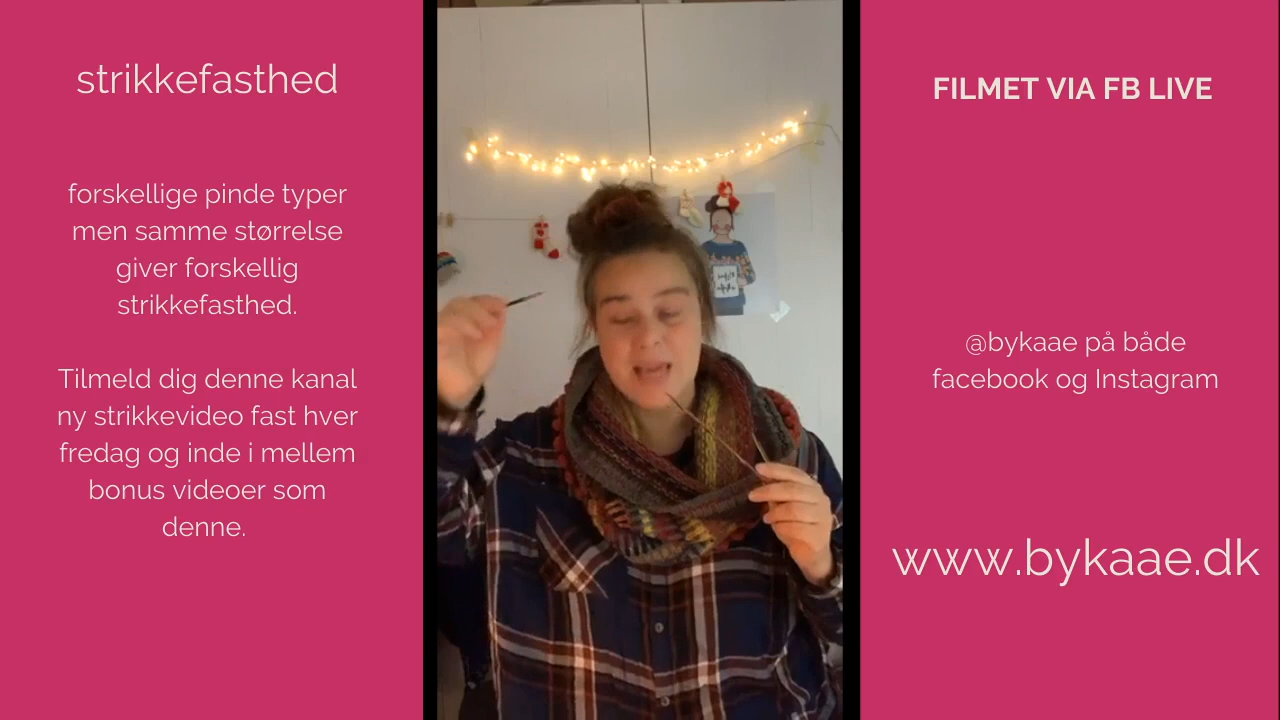 strikkefasthed
forskellige pinde typer
men samme størrelse
giver forskellig
strikkefasthed.
Tilmeld dig denne kanal
ny strikkevideo fast hver
fredag og inde i mellem
bonus videoer som
denne.
FILMET VIA FB LIVE
@bykaae på både
facebook og Instagram
www.bykaae.dk